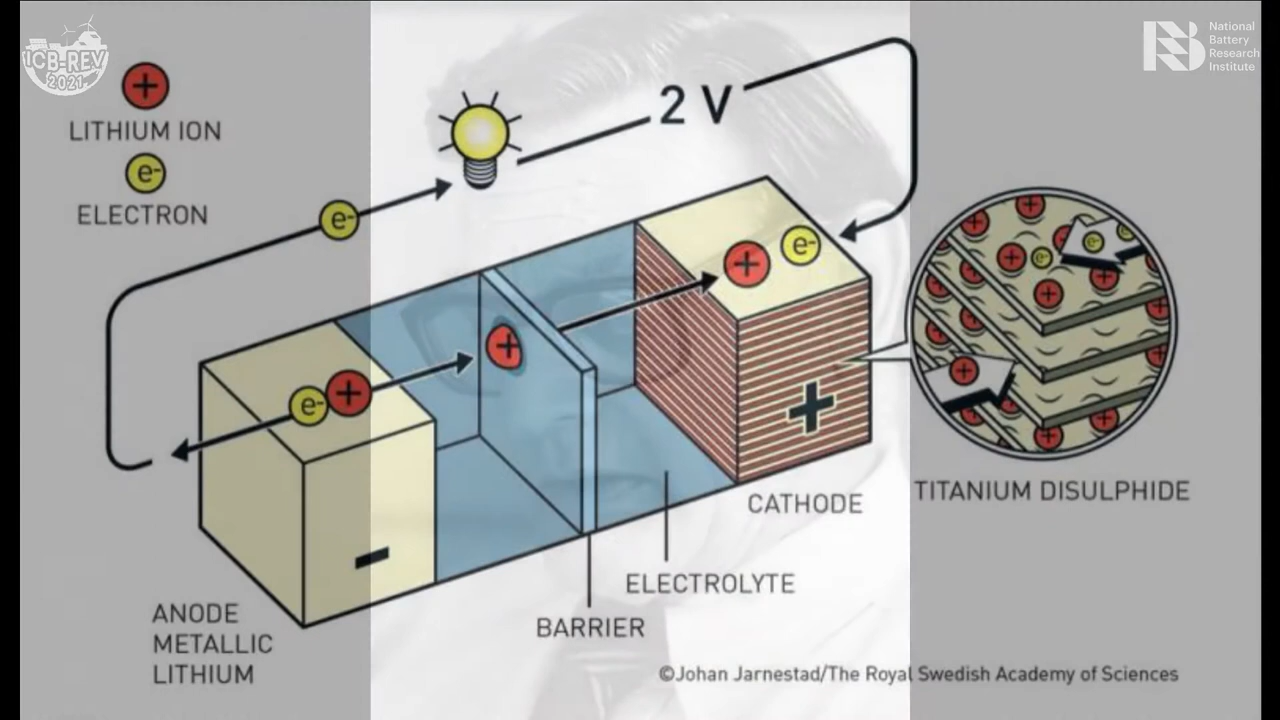 ICB-REV
2021
National
Battery
Research
Institute
+
LITHIUM ION
e-
ELECTRON
e-
2 V
+
e-
e-
+
+
+
-
TITANIUM DISULPHIDE
CATHODE
ELECTROLYTE
BARRIER
ANODE
METALLIC
LITHIUM
©Johan Jarnestad/The Royal Swedish Academy of Sciences